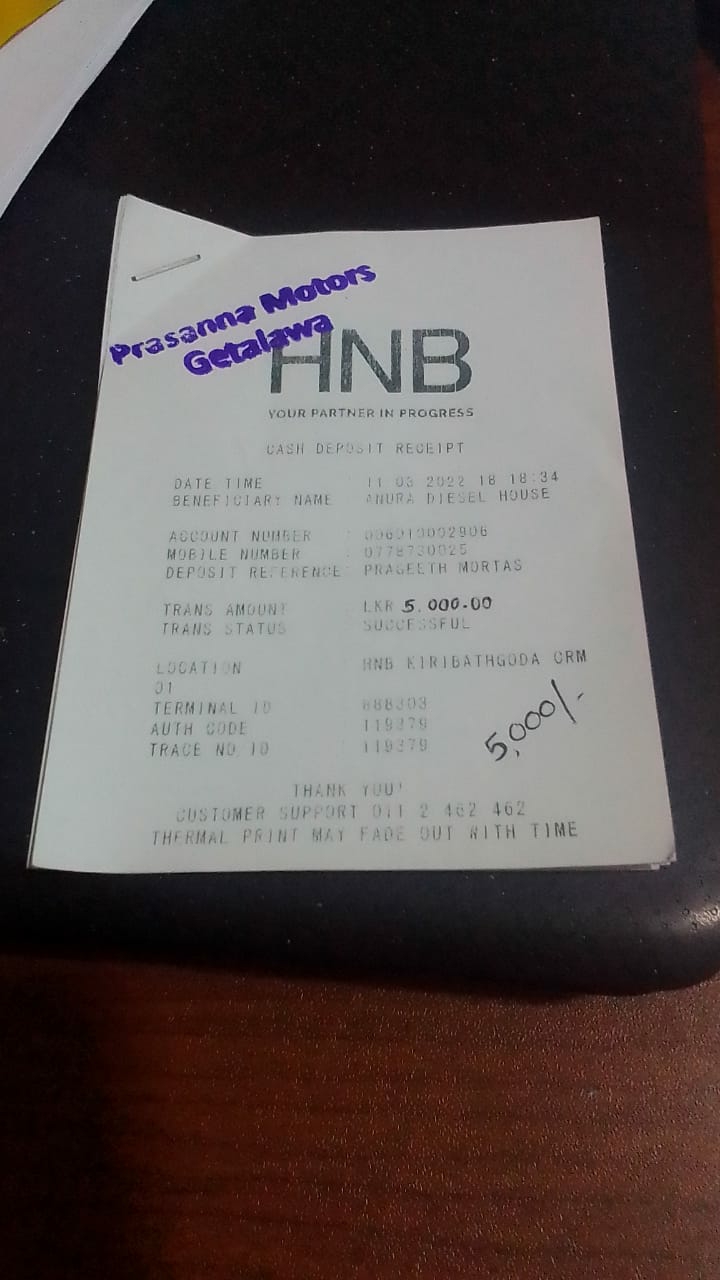 Prasanna Motors
Getalawa
HNB
YOUR PARTNER IN PROGRESS
CASH DEPOSIT RECEIPT
DATE TIME : 11 03 2022 18 18:34
BENEFICIARY NAME : ANURA DIESEL HOUSE
ACCOUNT NUMBER : 006010002906
MOBILE NUMBER : 0778730025
DEPOSIT REFERENCE : PRAGEETH MORTAS
TRANS AMOUNT : LKR 5,000.00
TRANS STATUS : SUCCESSFUL
LOCATION : HNB KIRIBATHGODA CRM
01
TERMINAL ID : 888303
AUTH CODE : 119379
TRACE NO ID : 119379
5,000/-
THANK YOU!
CUSTOMER SUPPORT 011 2 462 462
THERMAL PRINT MAY FADE OUT WITH TIME